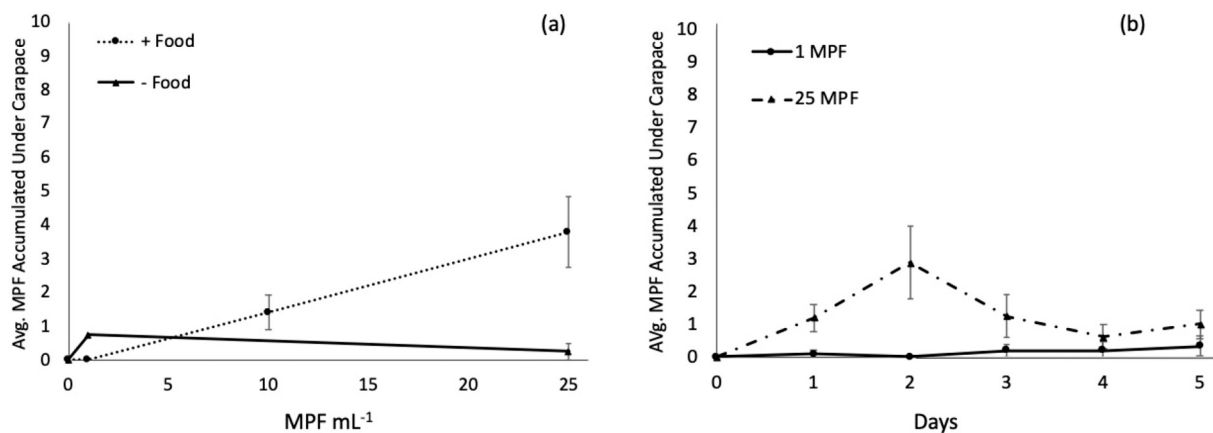 (a)
+ Food
- Food
Avg. MPF Accumulated Under Carapace
10
9
8
7
6
5
4
3
2
1
0
0 5 10 15 20 25
MPF mL⁻¹
(b)
1 MPF
25 MPF
Avg. MPF Accumulated Under Carapace
10
9
8
7
6
5
4
3
2
1
0
0 1 2 3 4 5
Days